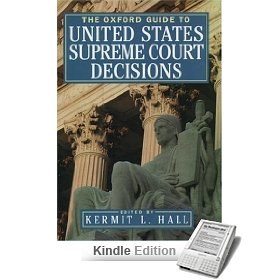 THE OXFORD GUIDE TO
UNITED STATES
SUPREME COURT
DECISIONS
EDITED BY
KERMIT L. HALL
Kindle Edition